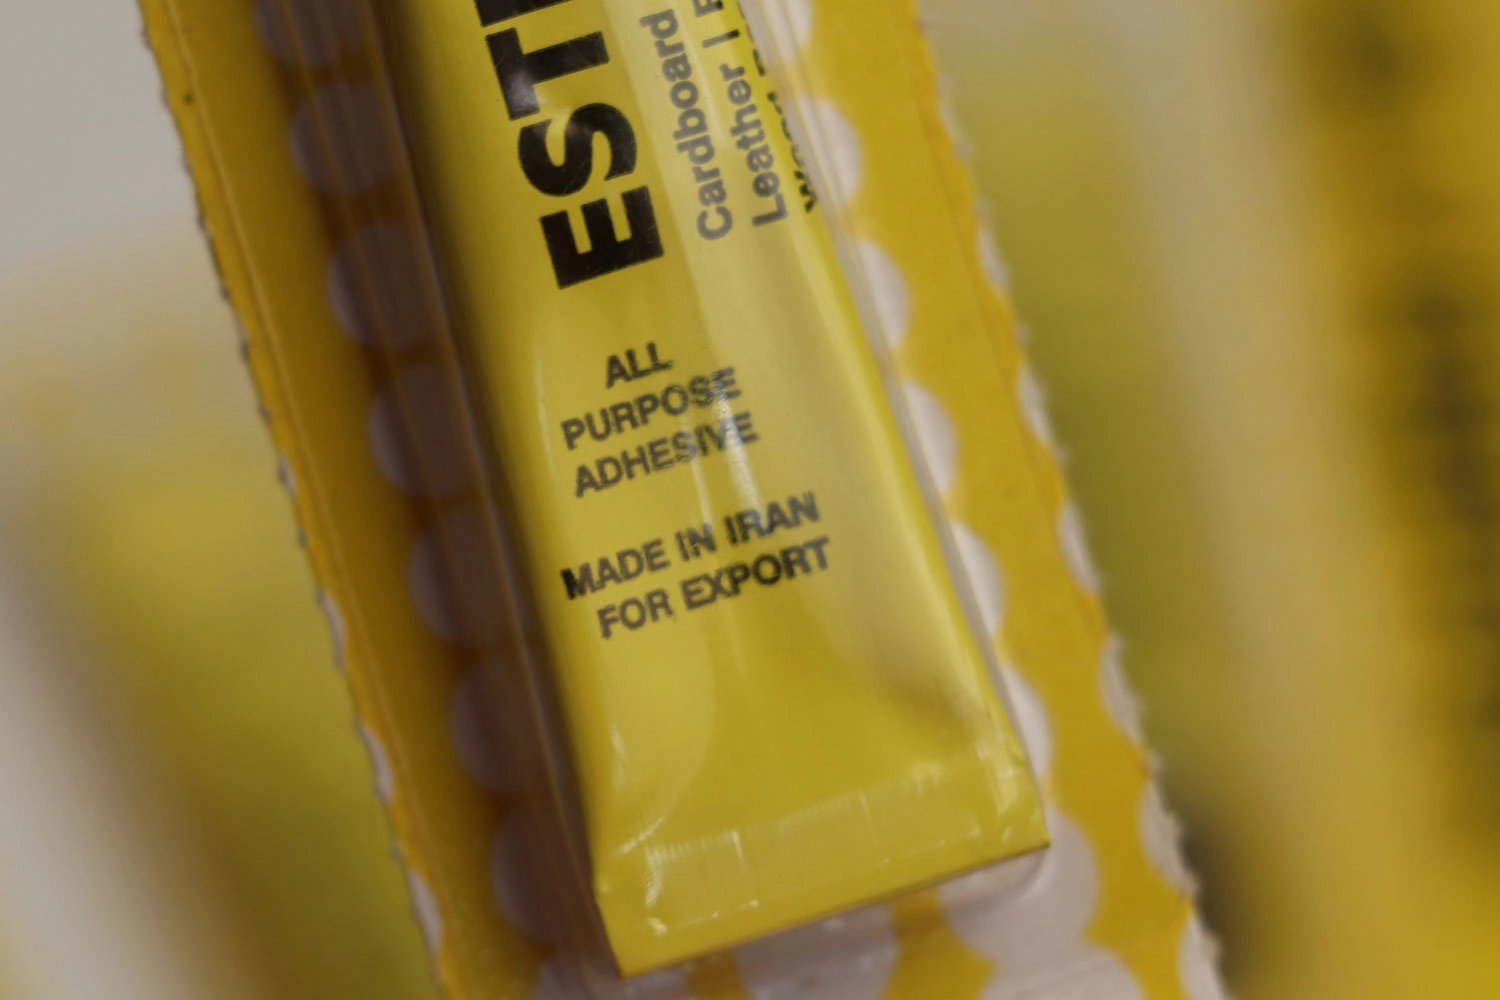 EST
Cardboard
Leather |
ALL
PURPOSE
ADHESIVE
MADE IN IRAN
FOR EXPORT